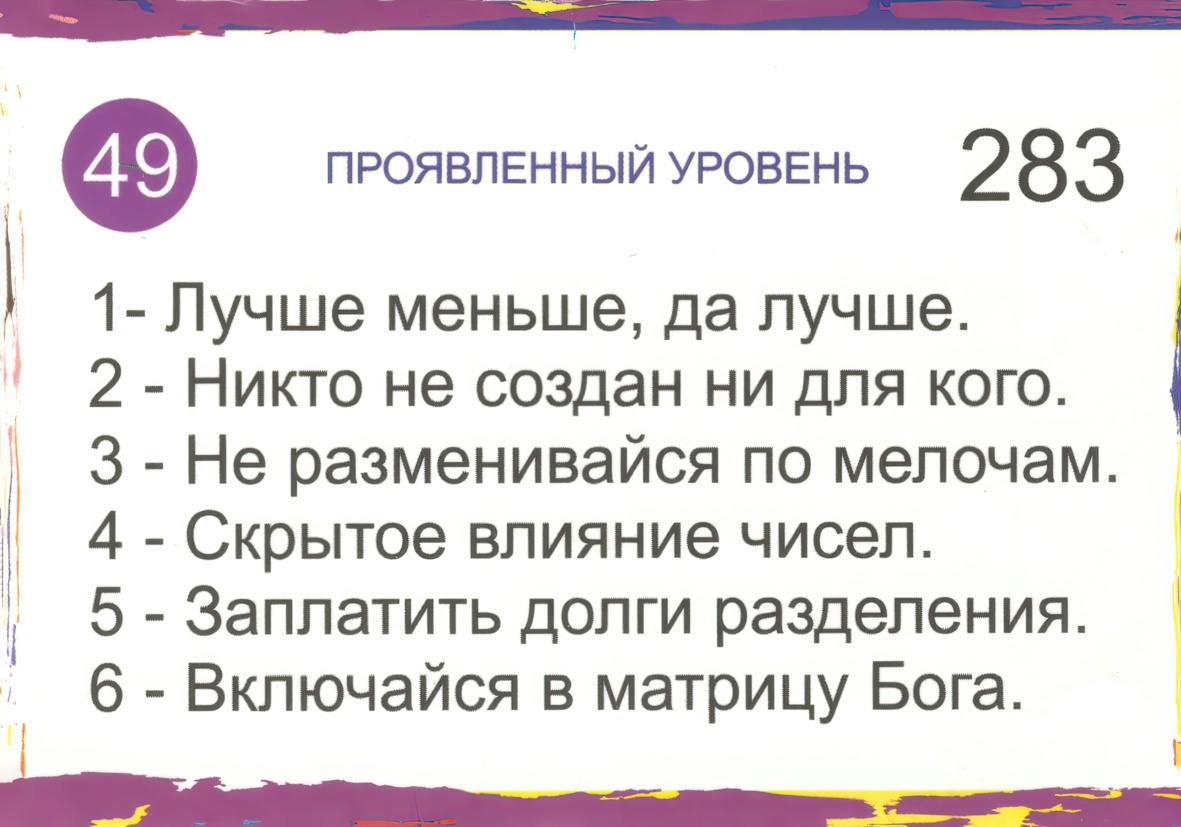 49 ПРОЯВЛЕННЫЙ УРОВЕНЬ 283
1- Лучше меньше, да лучше.
2 - Никто не создан ни для кого.
3 - Не разменивайся по мелочам.
4 - Скрытое влияние чисел.
5 - Заплатить долги разделения.
6 - Включайся в матрицу Бога.